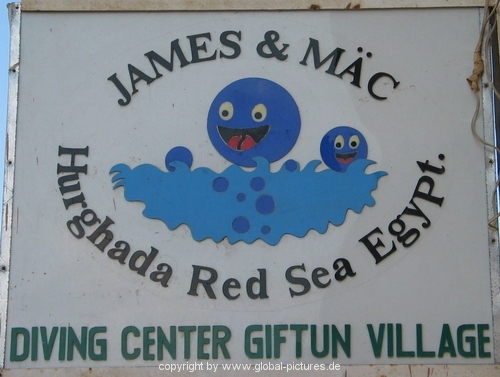 JAMES & MÄC
Hurghada Red Sea EgyPt.
DIVING CENTER GIFTUN VILLAGE
copyright by www.global-pictures.de